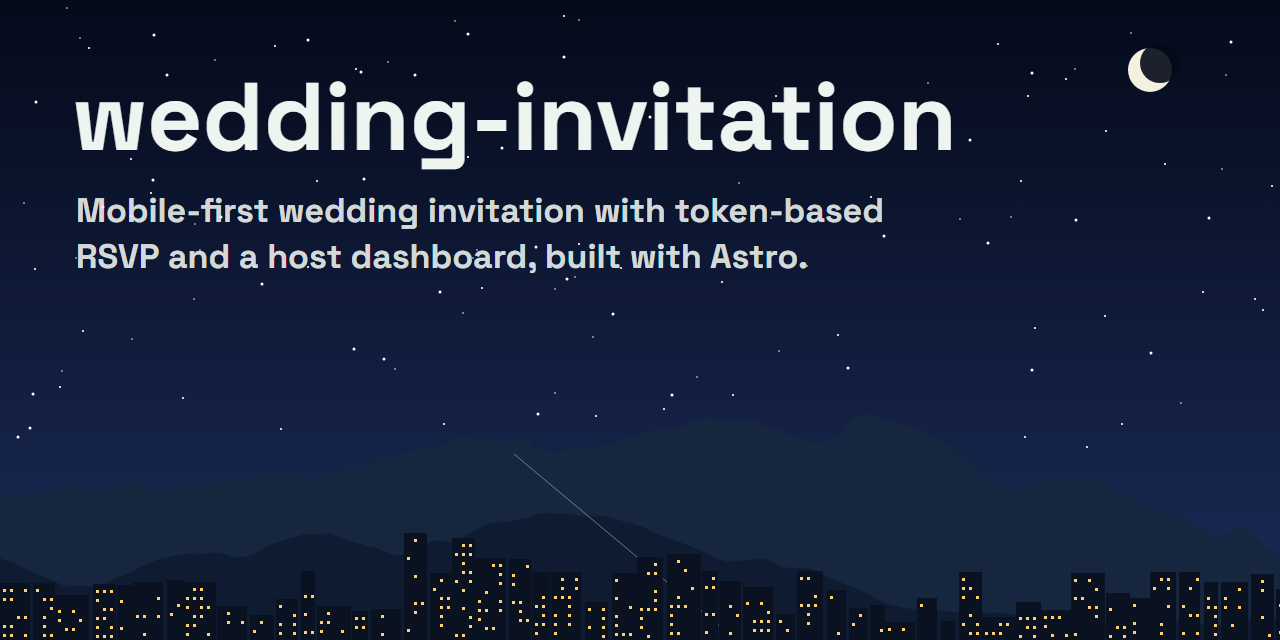 wedding-invitation
Mobile-first wedding invitation with token-based
RSVP and a host dashboard, built with Astro.